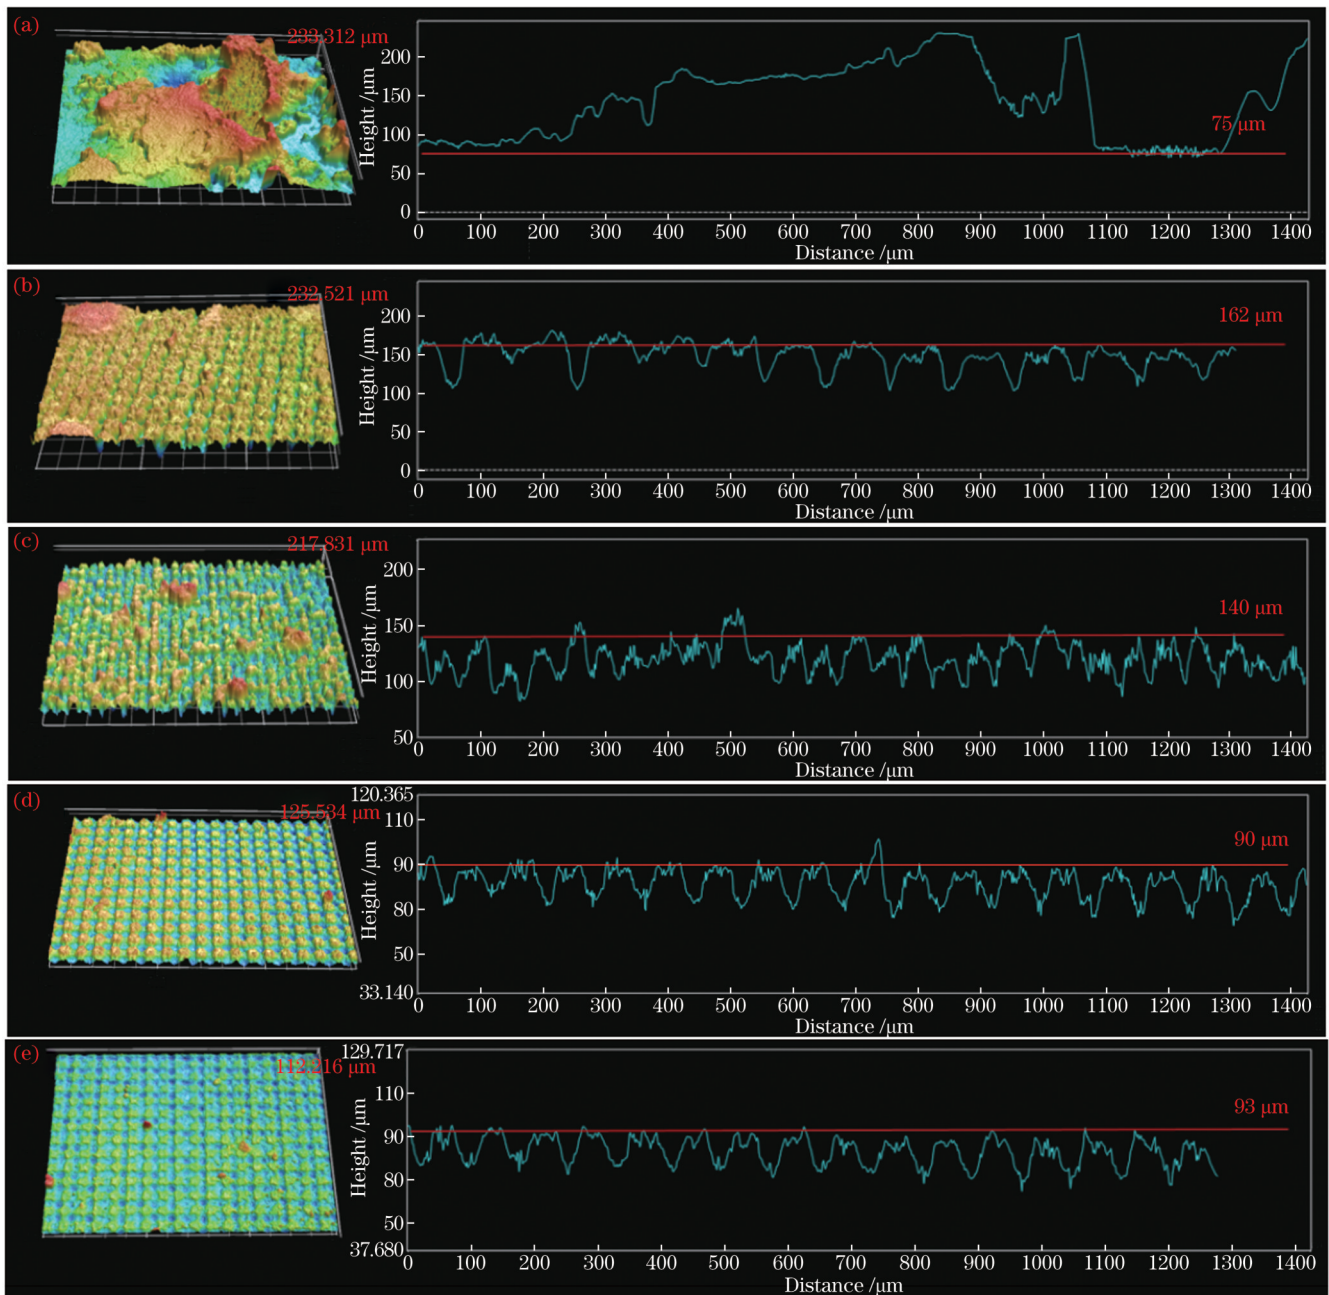 (a)
233.312 μm
Height /μm
200
150
100
50
0
75 μm
0 100 200 300 400 500 600 700 800 900 1000 1100 1200 1300 1400
Distance /μm
(b)
232.521 μm
Height /μm
200
150
100
50
0
162 μm
0 100 200 300 400 500 600 700 800 900 1000 1100 1200 1300 1400
Distance /μm
(c)
217.831 μm
Height /μm
200
150
100
50
140 μm
0 100 200 300 400 500 600 700 800 900 1000 1100 1200 1300 1400
Distance /μm
(d)
125.534 μm
Height /μm
120.365
110
90
80
50
33.140
90 μm
0 100 200 300 400 500 600 700 800 900 1000 1100 1200 1300 1400
Distance /μm
(e)
112.216 μm
Height /μm
129.717
110
90
80
50
37.680
93 μm
0 100 200 300 400 500 600 700 800 900 1000 1100 1200 1300 1400
Distance /μm